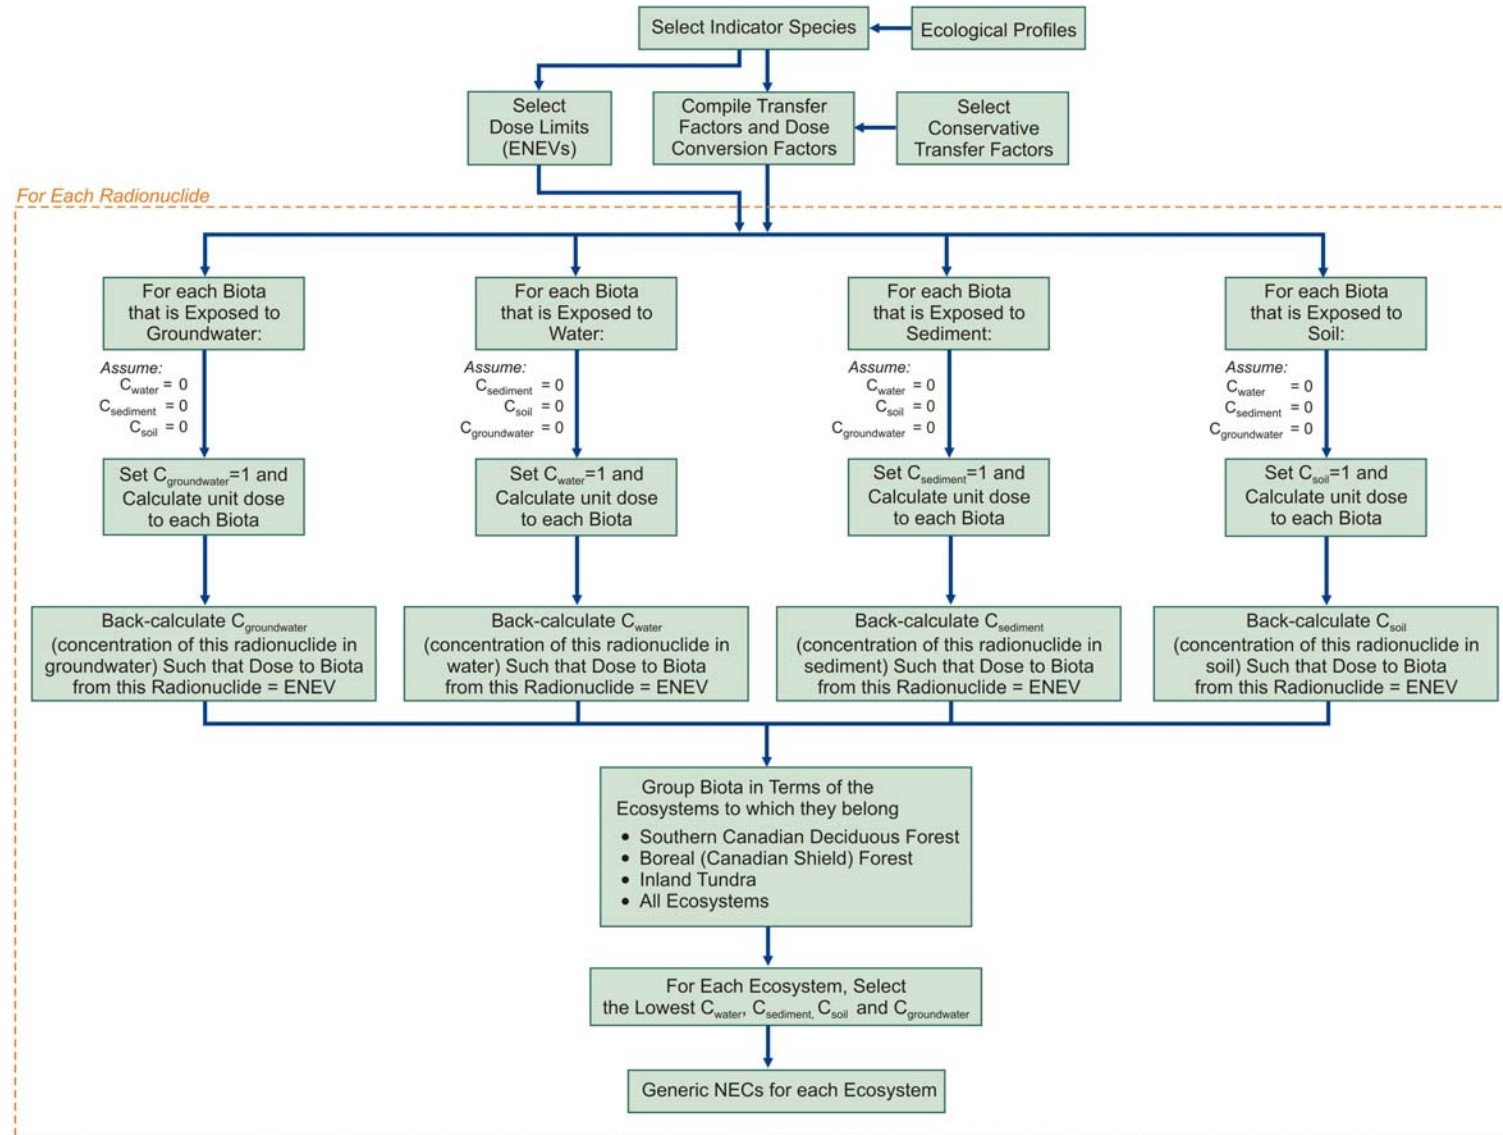 Select Indicator Species
Ecological Profiles
Select
Dose Limits
(ENEVs)
Compile Transfer
Factors and Dose
Conversion Factors
Select
Conservative
Transfer Factors
For Each Radionuclide
For each Biota
that is Exposed to
Groundwater:
For each Biota
that is Exposed to
Water:
For each Biota
that is Exposed to
Sediment:
For each Biota
that is Exposed to
Soil:
Assume:
Cwater = 0
Csediment = 0
Csoil = 0
Assume:
Csediment = 0
Csoil = 0
Cgroundwater = 0
Assume:
Cwater = 0
Csoil = 0
Cgroundwater = 0
Assume:
Cwater = 0
Csediment = 0
Cgroundwater = 0
Set Cgroundwater=1 and
Calculate unit dose
to each Biota
Set Cwater=1 and
Calculate unit dose
to each Biota
Set Csediment=1 and
Calculate unit dose
to each Biota
Set Csoil=1 and
Calculate unit dose
to each Biota
Back-calculate Cgroundwater
(concentration of this radionuclide in
groundwater) Such that Dose to Biota
from this Radionuclide = ENEV
Back-calculate Cwater
(concentration of this radionuclide in
water) Such that Dose to Biota
from this Radionuclide = ENEV
Back-calculate Csediment
(concentration of this radionuclide in
sediment) Such that Dose to Biota
from this Radionuclide = ENEV
Back-calculate Csoil
(concentration of this radionuclide in
soil) Such that Dose to Biota
from this Radionuclide = ENEV
Group Biota in Terms of the
Ecosystems to which they belong
• Southern Canadian Deciduous Forest
• Boreal (Canadian Shield) Forest
• Inland Tundra
• All Ecosystems
For Each Ecosystem, Select
the Lowest Cwater, Csediment, Csoil and Cgroundwater
Generic NECs for each Ecosystem